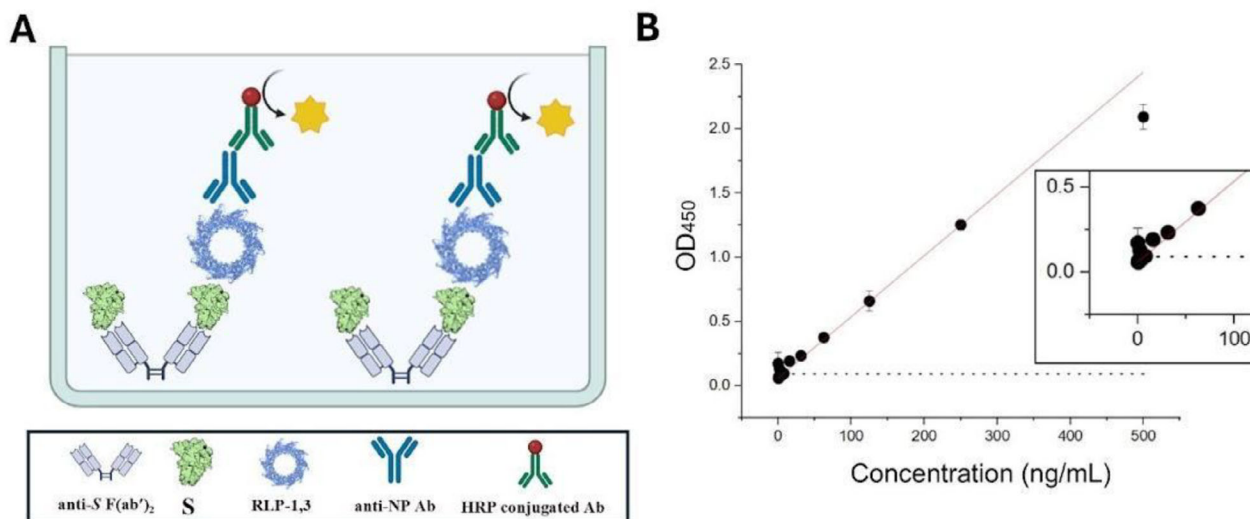 A
anti-S F(ab′)₂
S
RLP-1,3
anti-NP Ab
HRP conjugated Ab
B
2.5
2.0
1.5
1.0
0.5
0.0
OD450
0
100
200
300
400
500
Concentration (ng/mL)
0.5
0.0
0
100